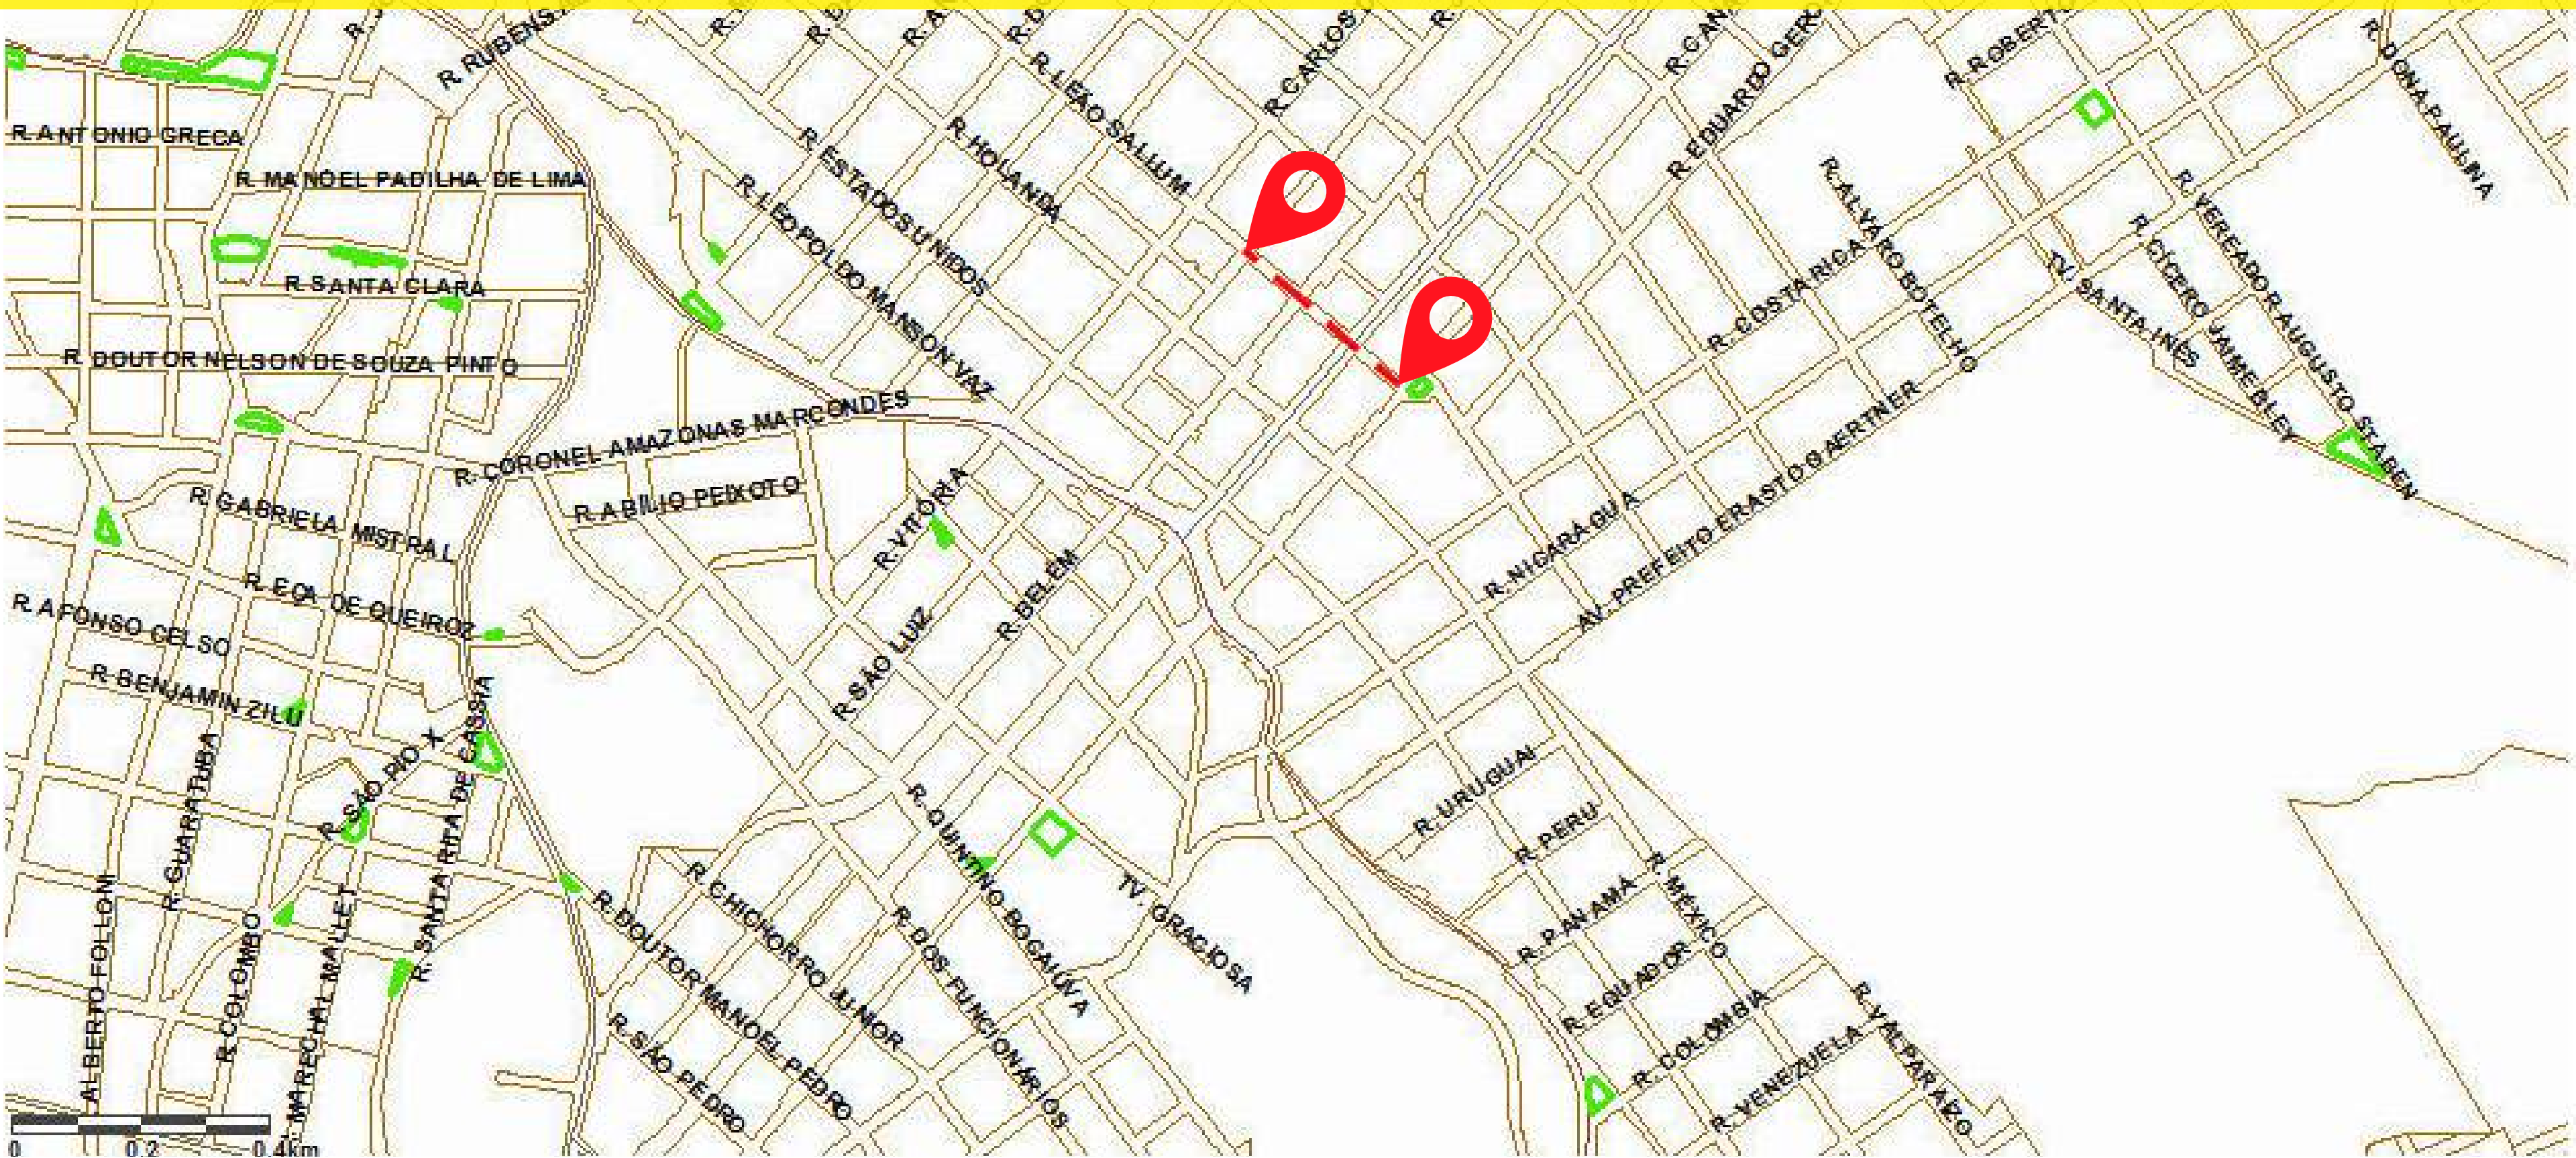 R. RUBENS
R. LEÃO SALLUM
R. CARLOS
R. CAN
R. EDUARDO GERO
R. ROBERTO
R. DONA PAULINA
R. ANTONIO GRECA
R. MANOEL PADILHA DE LIMA
R. ESTADOS UNIDOS
R. HOLANDA
R. LEOPOLDO MANSON VAZ
R. ALVARO BOTELHO
R. VEREADOR AUGUSTO STABEN
R. CÍCERO JAIME BLEY
TV. SANTA INÊS
R. COSTA RICA
R. SANTA CLARA
R. DOUTOR NELSON DE SOUZA PINTO
R. CORONEL AMAZONAS MARCONDES
R. ABÍLIO PEIXOTO
R. GABRIELA MISTRAL
R. VITÓRIA
R. BELÉM
R. NICARÁGUA
AV. PREFEITO ERASTO GAERTNER
R. EÇA DE QUEIROZ
R. AFONSO CELSO
R. SÃO LUIZ
R. BENJAMIN ZILLI
R. SÃO PIO X
R. SANTA RITA DE CÁSSIA
R. GUARATUBA
R. URUGUAI
R. PERU
R. QUINTINO BOCAIÚVA
R. MÉXICO
R. PANAMÁ
TV. GRACIOSA
R. CHICHORRO JUNIOR
R. DOUTOR MANOEL PEDRO
R. DOS FUNCIONÁRIOS
ALBERTO FOLLONI
R. COLOMBO
R. MARECHAL MALLET
R. EQUADOR
R. COLOMBIA
R. VALPARAÍZO
R. VENEZUELA
R. SÃO PEDRO
0 0.2 0.4km